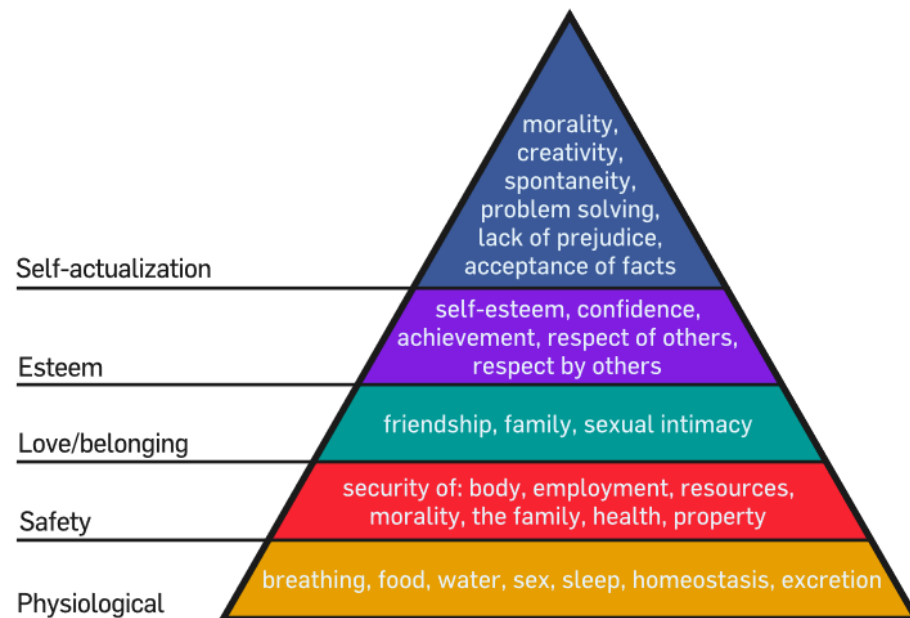 morality,
creativity,
spontaneity,
problem solving,
lack of prejudice,
acceptance of facts
Self-actualization
self-esteem, confidence,
achievement, respect of others,
respect by others
Esteem
friendship, family, sexual intimacy
Love/belonging
security of: body, employment, resources,
morality, the family, health, property
Safety
breathing, food, water, sex, sleep, homeostasis, excretion
Physiological